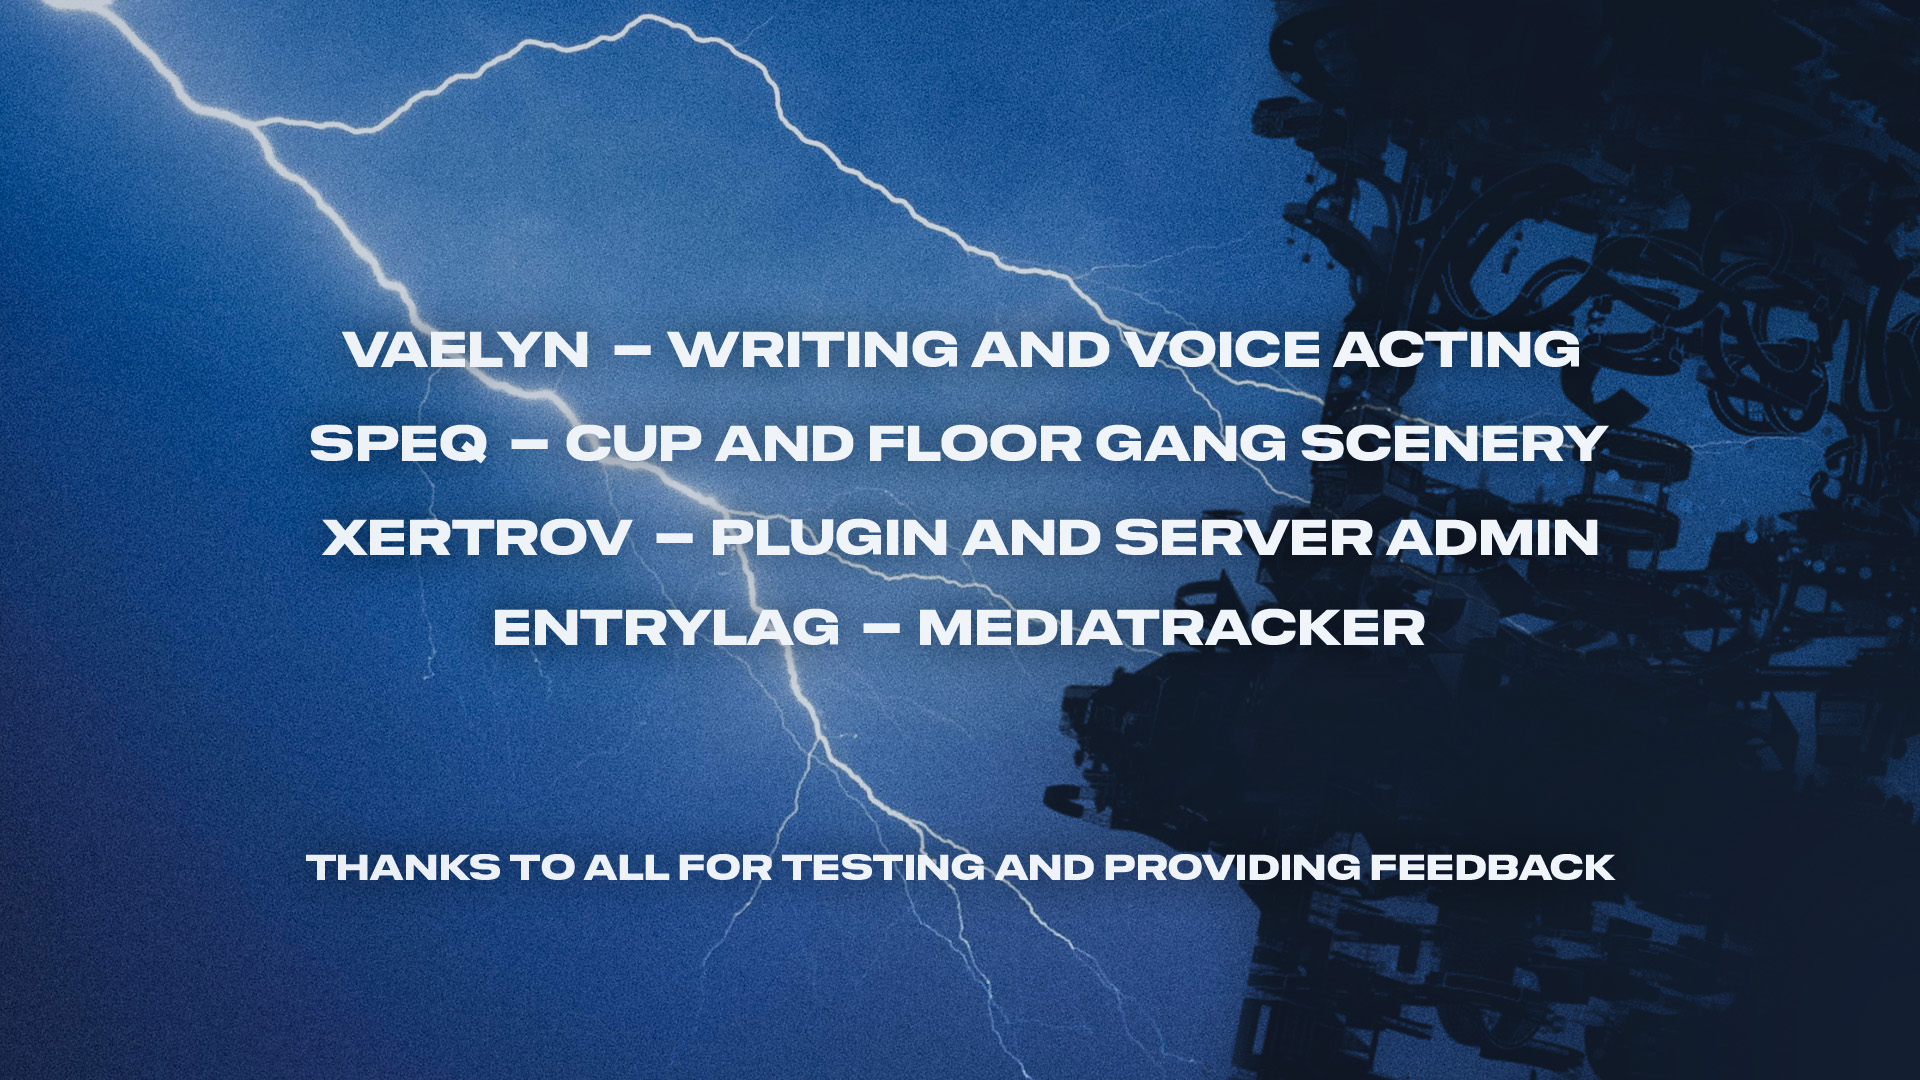 VAELYN – WRITING AND VOICE ACTING
SPEQ – CUP AND FLOOR GANG SCENERY
XERTROV – PLUGIN AND SERVER ADMIN
ENTRYLAG – MEDIATRACKER
THANKS TO ALL FOR TESTING AND PROVIDING FEEDBACK